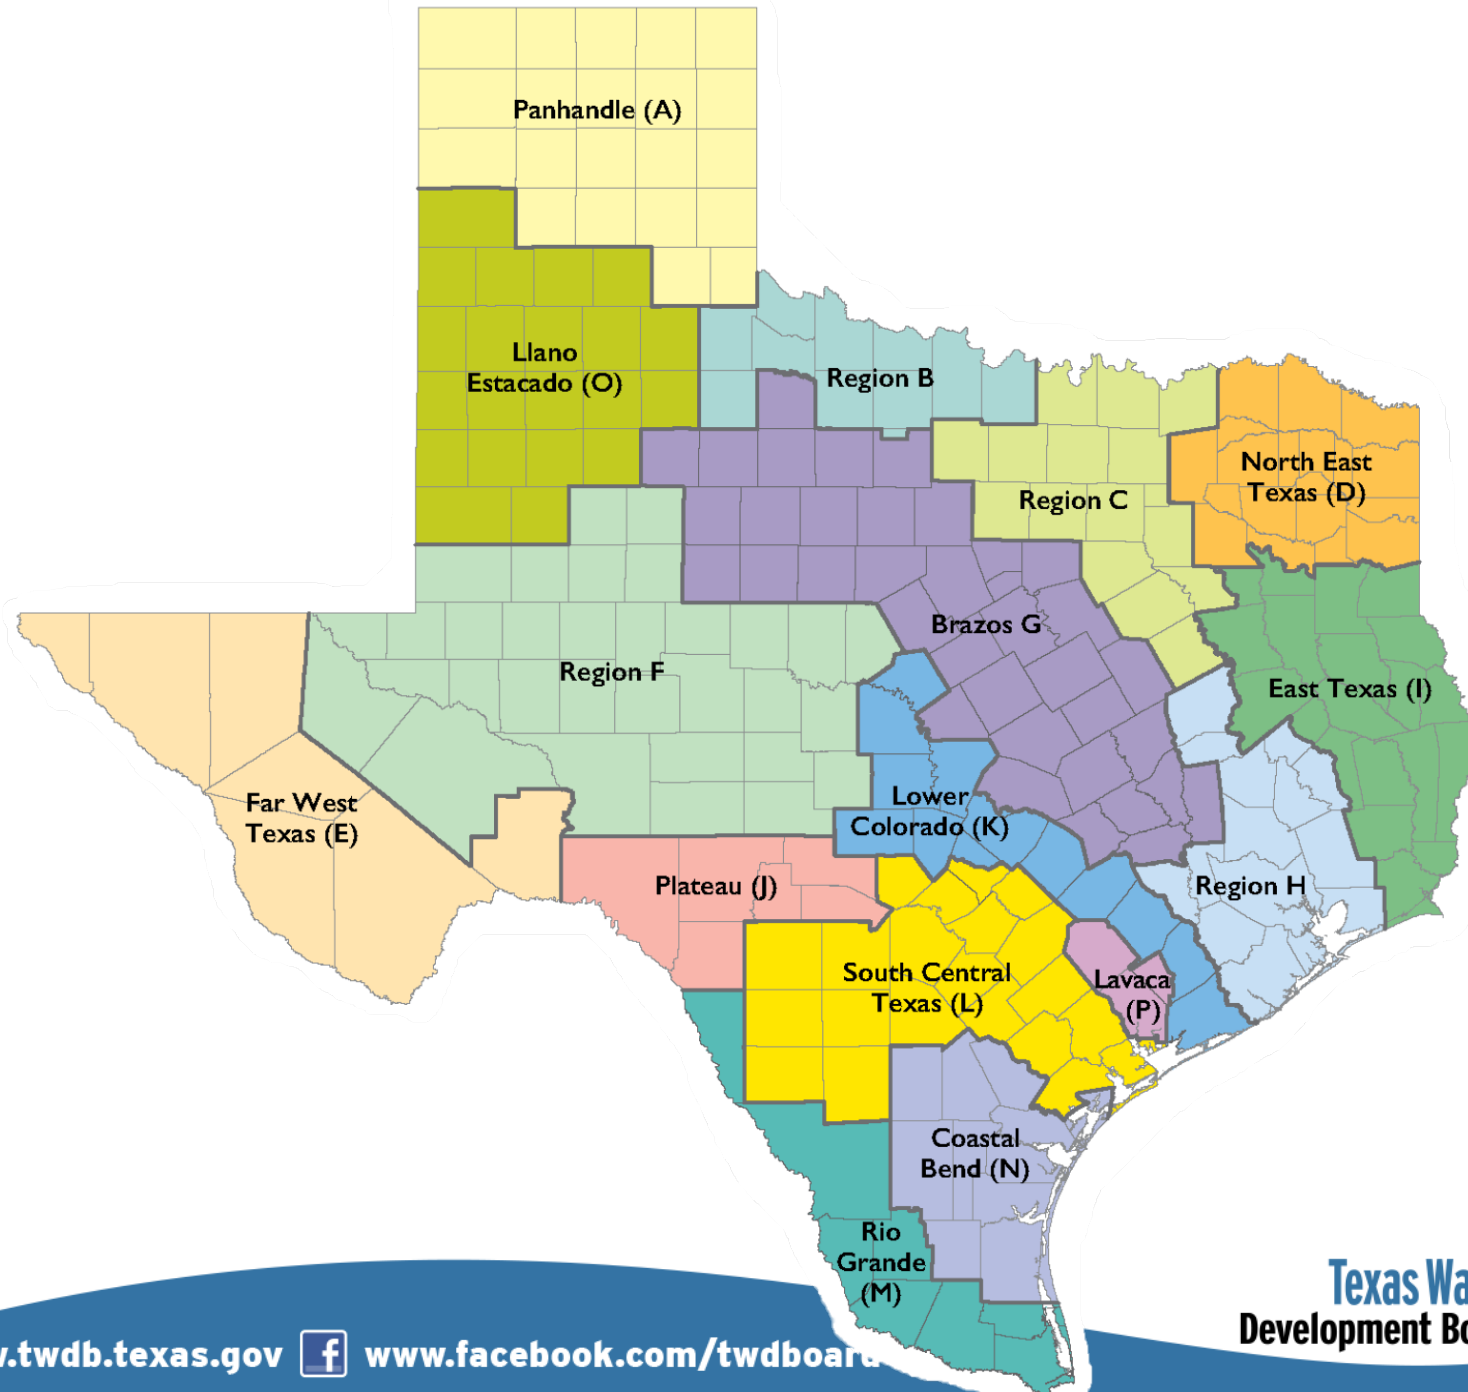 Panhandle (A)
Llano
Estacado (O)
Region B
Region C
North East
Texas (D)
Brazos G
Region F
East Texas (I)
Far West
Texas (E)
Lower
Colorado (K)
Plateau (J)
Region H
South Central
Texas (L)
Lavaca
(P)
Coastal
Bend (N)
Rio
Grande
(M)
Texas Wa
Development Bo
.twdb.texas.gov
f www.facebook.com/twdboard